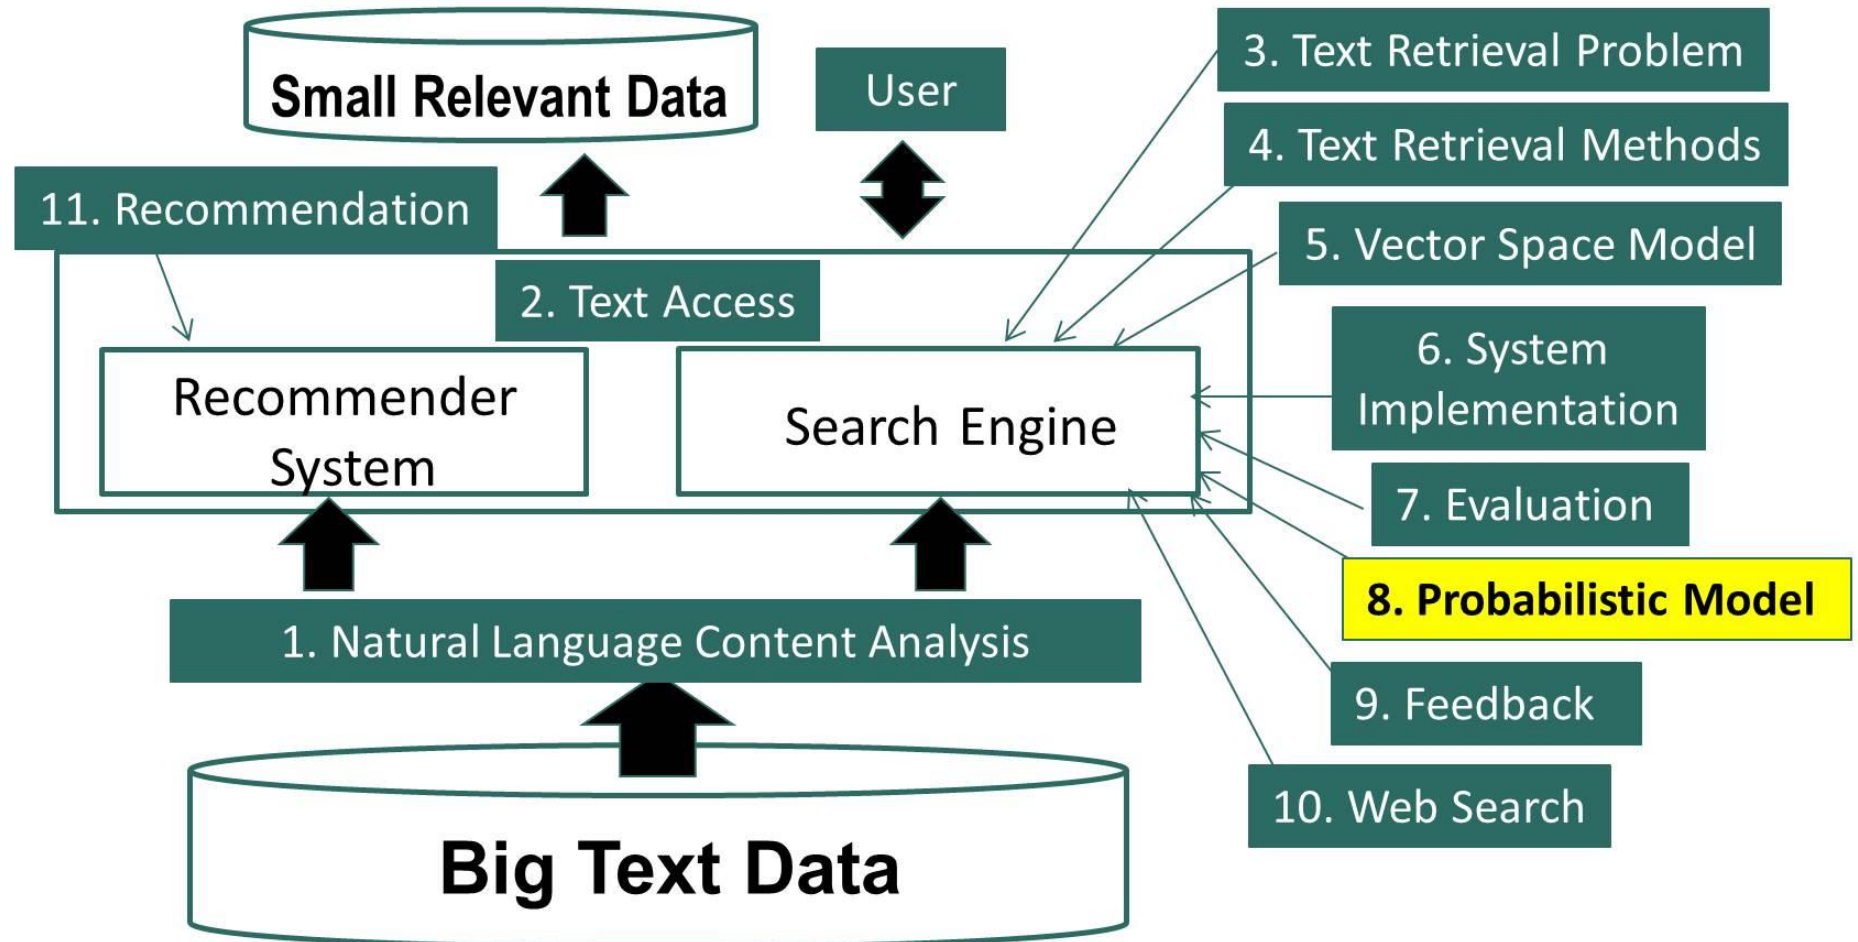 Small Relevant Data
User
3. Text Retrieval Problem
4. Text Retrieval Methods
11. Recommendation
5. Vector Space Model
2. Text Access
6. System
Implementation
Recommender
System
Search Engine
7. Evaluation
8. Probabilistic Model
1. Natural Language Content Analysis
9. Feedback
10. Web Search
Big Text Data